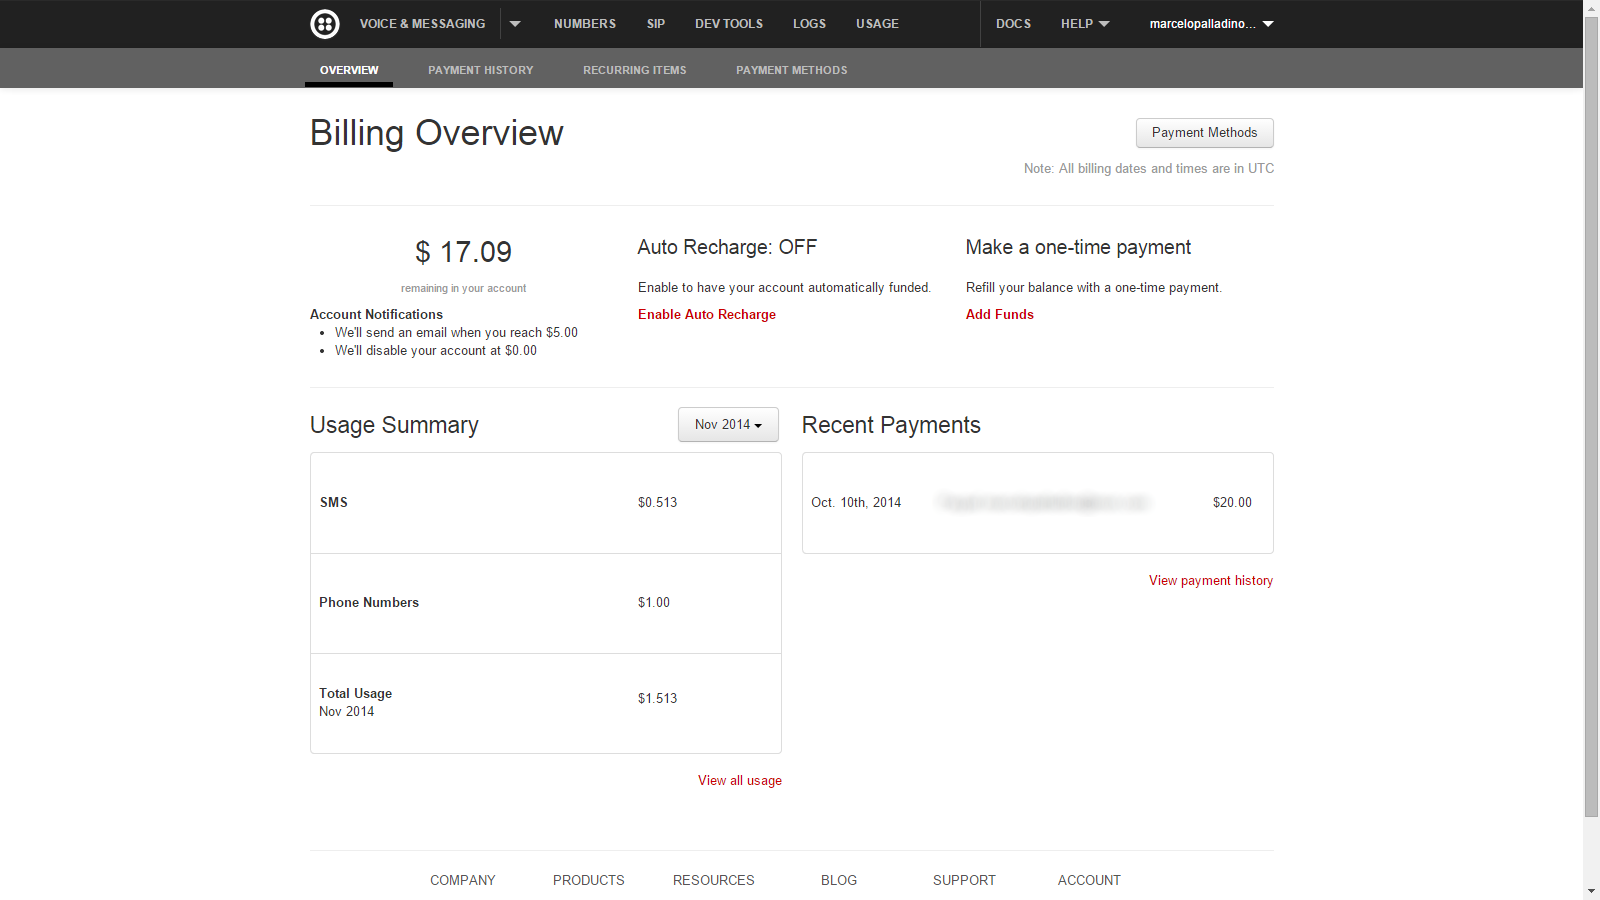 VOICE & MESSAGING NUMBERS SIP DEV TOOLS LOGS USAGE DOCS HELP marcelopalladino...
OVERVIEW PAYMENT HISTORY RECURRING ITEMS PAYMENT METHODS
Billing Overview
Payment Methods
Note: All billing dates and times are in UTC
$ 17.09
remaining in your account
Account Notifications
We'll send an email when you reach $5.00
We'll disable your account at $0.00
Auto Recharge: OFF
Enable to have your account automatically funded.
Enable Auto Recharge
Make a one-time payment
Refill your balance with a one-time payment.
Add Funds
Usage Summary
Nov 2014
SMS $0.513
Phone Numbers $1.00
Total Usage $1.513
Nov 2014
View all usage
Recent Payments
Oct. 10th, 2014 $20.00
View payment history
COMPANY PRODUCTS RESOURCES BLOG SUPPORT ACCOUNT